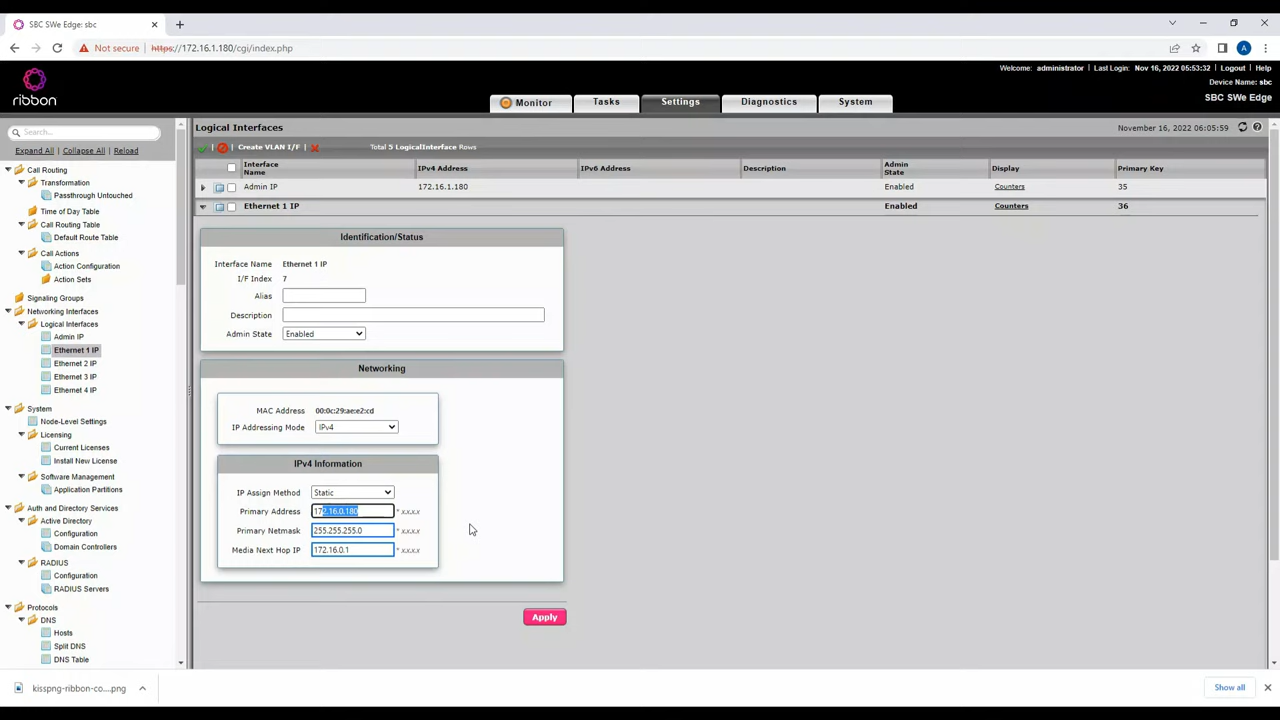 SBC SWe Edge: sbc
Not secure https://172.16.1.180/cgi/index.php
A
ribbon
Welcome: administrator | Last Login: Nov 16, 2022 05:53:32 | Logout | Help
Device Name: sbc
SBC SWe Edge
Monitor Tasks Settings Diagnostics System
Search...
Expand All | Collapse All | Reload
Call Routing
Transformation
Passthrough Untouched
Time of Day Table
Call Routing Table
Default Route Table
Call Actions
Action Configuration
Action Sets
Signaling Groups
Networking Interfaces
Logical Interfaces
Admin IP
Ethernet 1 IP
Ethernet 2 IP
Ethernet 3 IP
Ethernet 4 IP
System
Node-Level Settings
Licensing
Current Licenses
Install New License
Software Management
Application Partitions
Auth and Directory Services
Active Directory
Configuration
Domain Controllers
RADIUS
Configuration
RADIUS Servers
Protocols
DNS
Hosts
Split DNS
DNS Table
Logical Interfaces
November 16, 2022 06:05:59
| Create VLAN I/F | Total 5 LogicalInterface Rows
Interface Name IPv4 Address IPv6 Address Description Admin State Display Primary Key
Admin IP 172.16.1.180 Enabled Counters 35
Ethernet 1 IP Enabled Counters 36
Identification/Status
Interface Name Ethernet 1 IP
I/F Index 7
Alias
Description
Admin State Enabled
Networking
MAC Address 00:0c:29:ae:e2:cd
IP Addressing Mode IPv4
IPv4 Information
IP Assign Method Static
Primary Address 172.16.0.180 * x.x.x.x
Primary Netmask 255.255.255.0 * x.x.x.x
Media Next Hop IP 172.16.0.1 * x.x.x.x
Apply
kisspng-ribbon-co....png
Show all